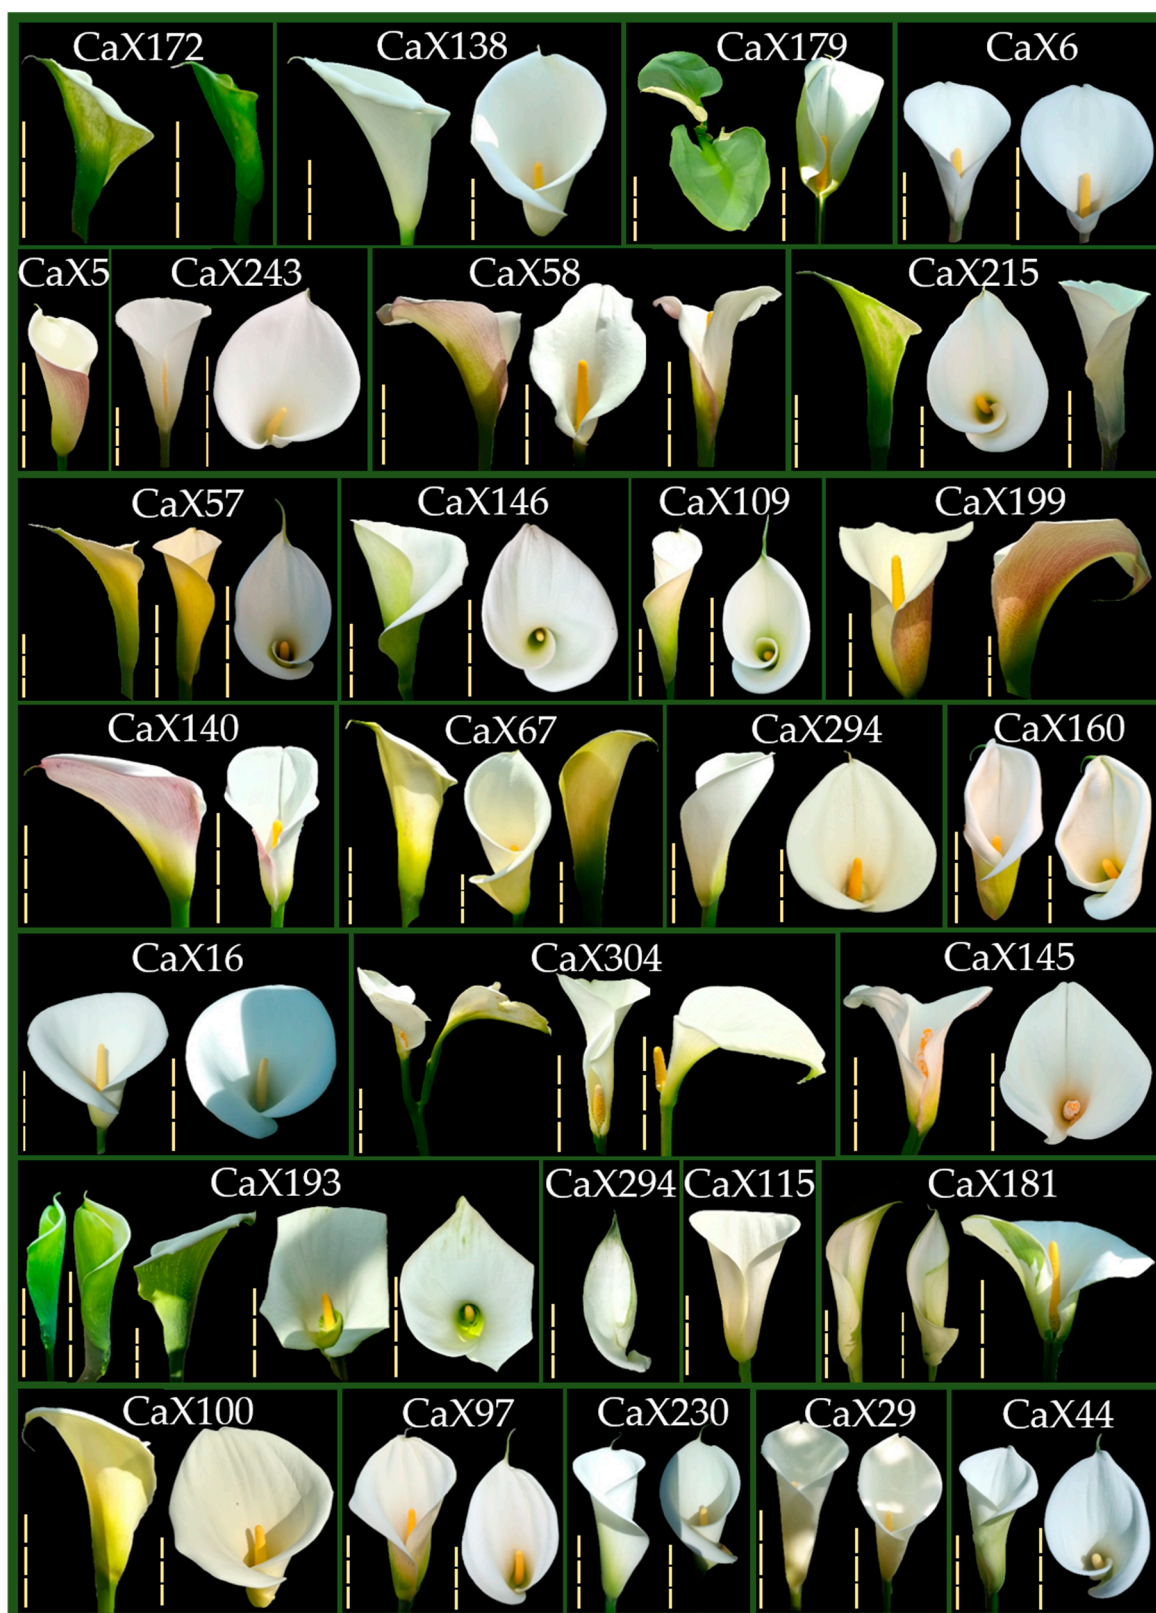 CaX172 CaX138 CaX179 CaX6
CaX5 CaX243 CaX58 CaX215
CaX57 CaX146 CaX109 CaX199
CaX140 CaX67 CaX294 CaX160
CaX16 CaX304 CaX145
CaX193 CaX294 CaX115 CaX181
CaX100 CaX97 CaX230 CaX29 CaX44